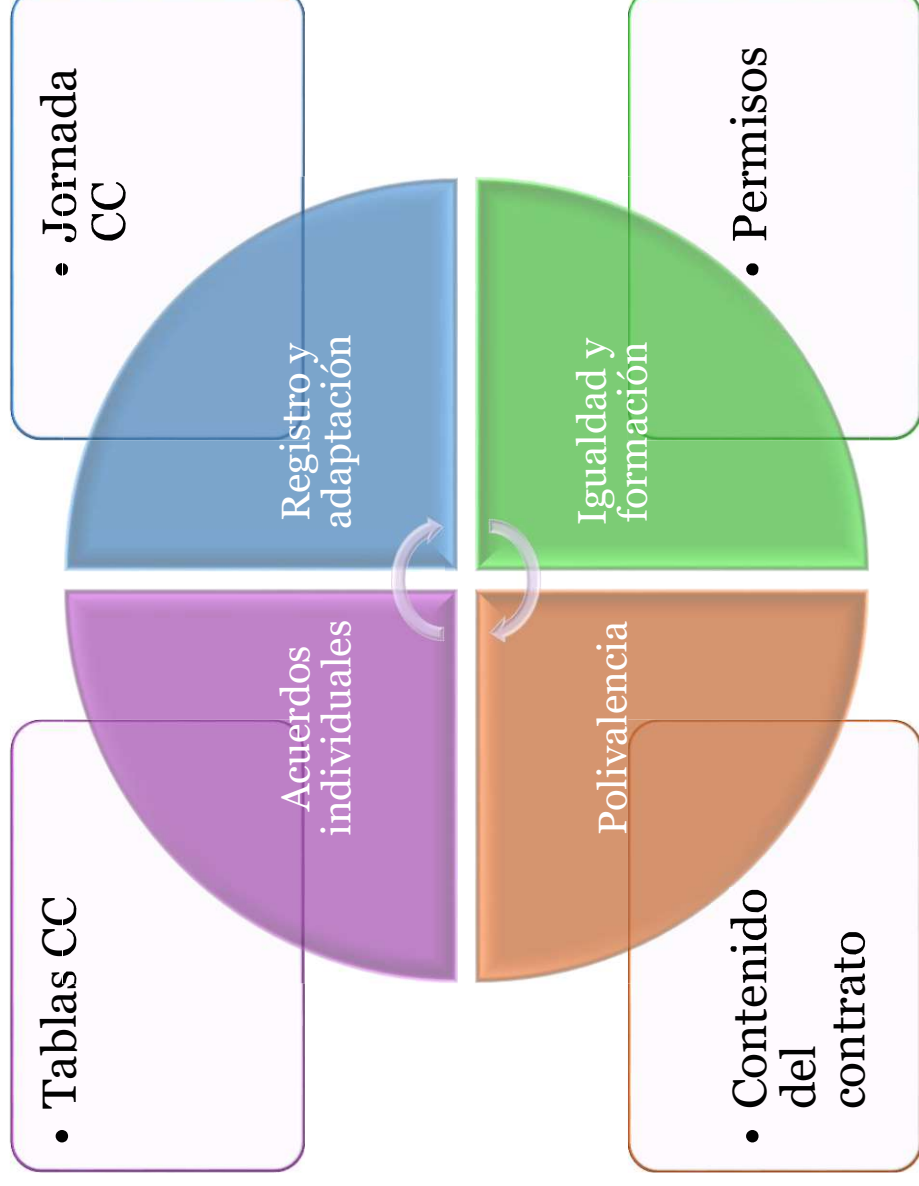 • Tablas CC
• Jornada
CC
Acuerdos
individuales
Registro y
adaptación
Polivalencia
Igualdad y
formación
• Contenido
del
contrato
• Permisos